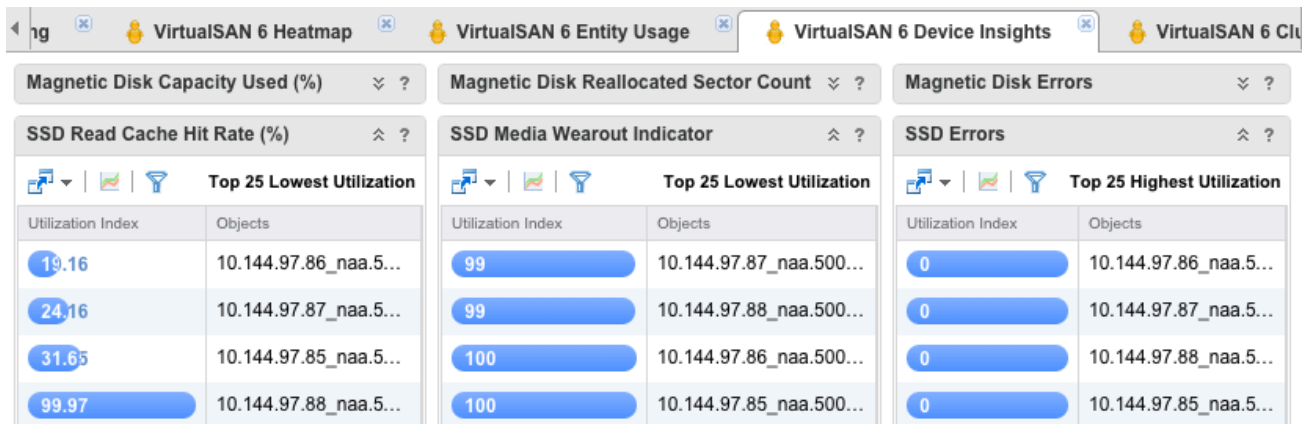 ng VirtualSAN 6 Heatmap VirtualSAN 6 Entity Usage VirtualSAN 6 Device Insights VirtualSAN 6 Clu
Magnetic Disk Capacity Used (%) ? Magnetic Disk Reallocated Sector Count ? Magnetic Disk Errors ?
SSD Read Cache Hit Rate (%) ? SSD Media Wearout Indicator ? SSD Errors ?
Top 25 Lowest Utilization Top 25 Lowest Utilization Top 25 Highest Utilization
Utilization Index Objects Utilization Index Objects Utilization Index Objects
19.16 10.144.97.86_naa.5... 99 10.144.97.87_naa.500... 0 10.144.97.86_naa.5...
24.16 10.144.97.87_naa.5... 99 10.144.97.88_naa.500... 0 10.144.97.87_naa.5...
31.65 10.144.97.85_naa.5... 100 10.144.97.86_naa.500... 0 10.144.97.88_naa.5...
99.97 10.144.97.88_naa.5... 100 10.144.97.85_naa.500... 0 10.144.97.85_naa.5...